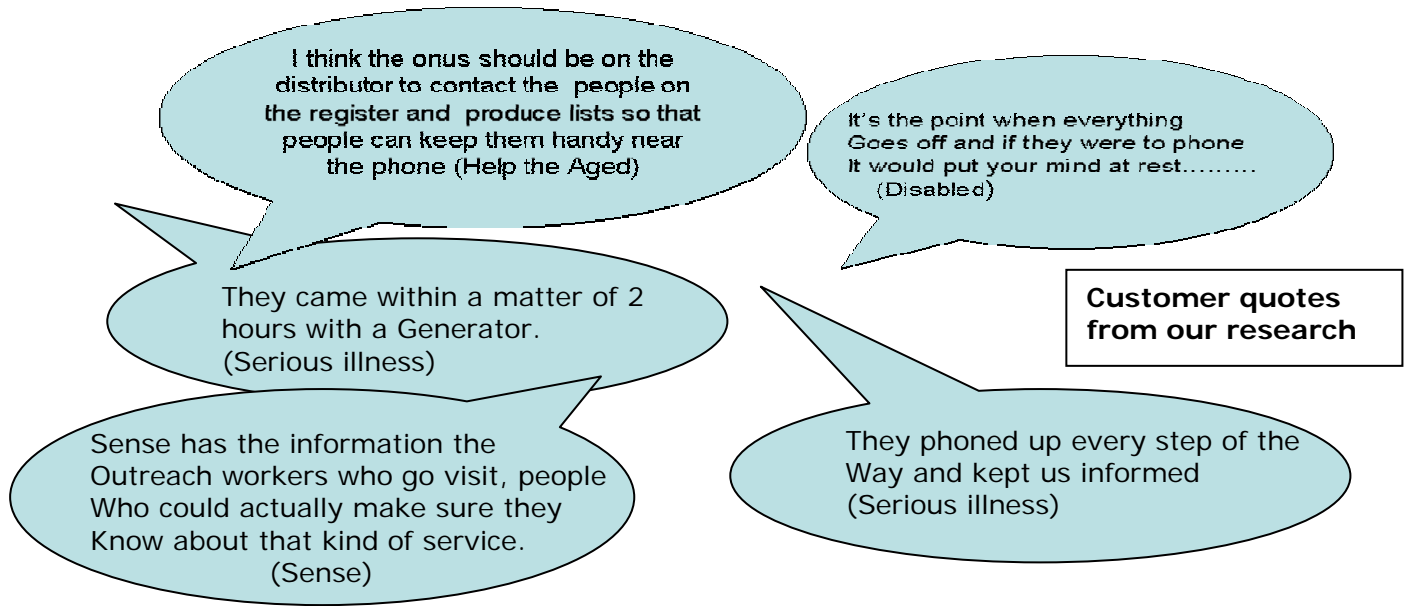 I think the onus should be on the
distributor to contact the people on
the register and produce lists so that
people can keep them handy near
the phone (Help the Aged)
It's the point when everything
Goes off and if they were to phone
It would put your mind at rest.........
(Disabled)
They came within a matter of 2
hours with a Generator.
(Serious illness)
Customer quotes
from our research
Sense has the information the
Outreach workers who go visit, people
Who could actually make sure they
Know about that kind of service.
(Sense)
They phoned up every step of the
Way and kept us informed
(Serious illness)